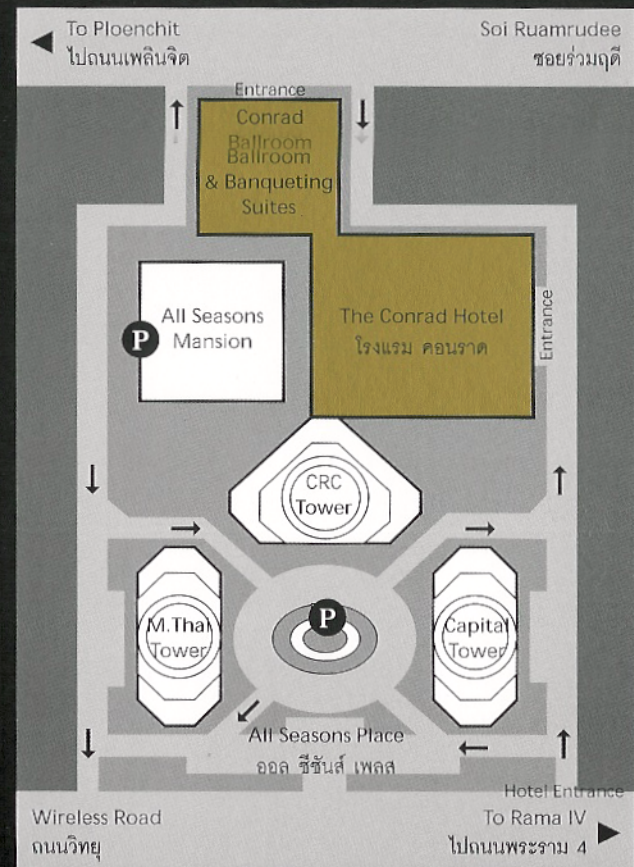 To Ploenchit
ไปถนนเพลินจิต
Soi Ruamrudee
ซอยร่วมฤดี
Entrance
Conrad
Ballroom
Ballroom
& Banqueting
Suites
All Seasons
Mansion
P
The Conrad Hotel
โรงแรม คอนราด
Entrance
CRC
Tower
M.Thai
Tower
P
Capital
Tower
All Seasons Place
ออล ซีซันส์ เพลส
Hotel Entrance
Wireless Road
ถนนวิทยุ
To Rama IV
ไปถนนพระราม 4